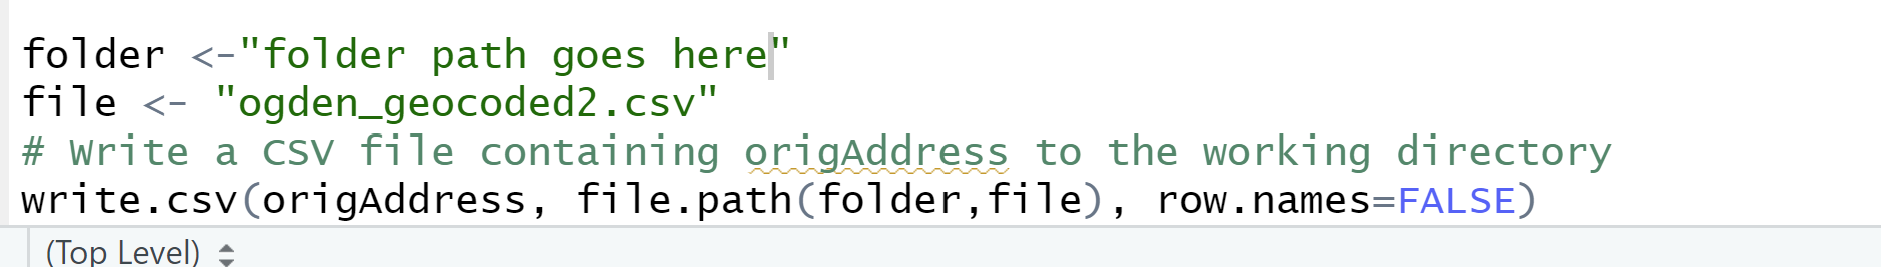 folder <-"folder path goes here"
file <- "ogden_geocoded2.csv"
# Write a CSV file containing origAddress to the working directory
write.csv(origAddress, file.path(folder,file), row.names=FALSE)
(Top Level)